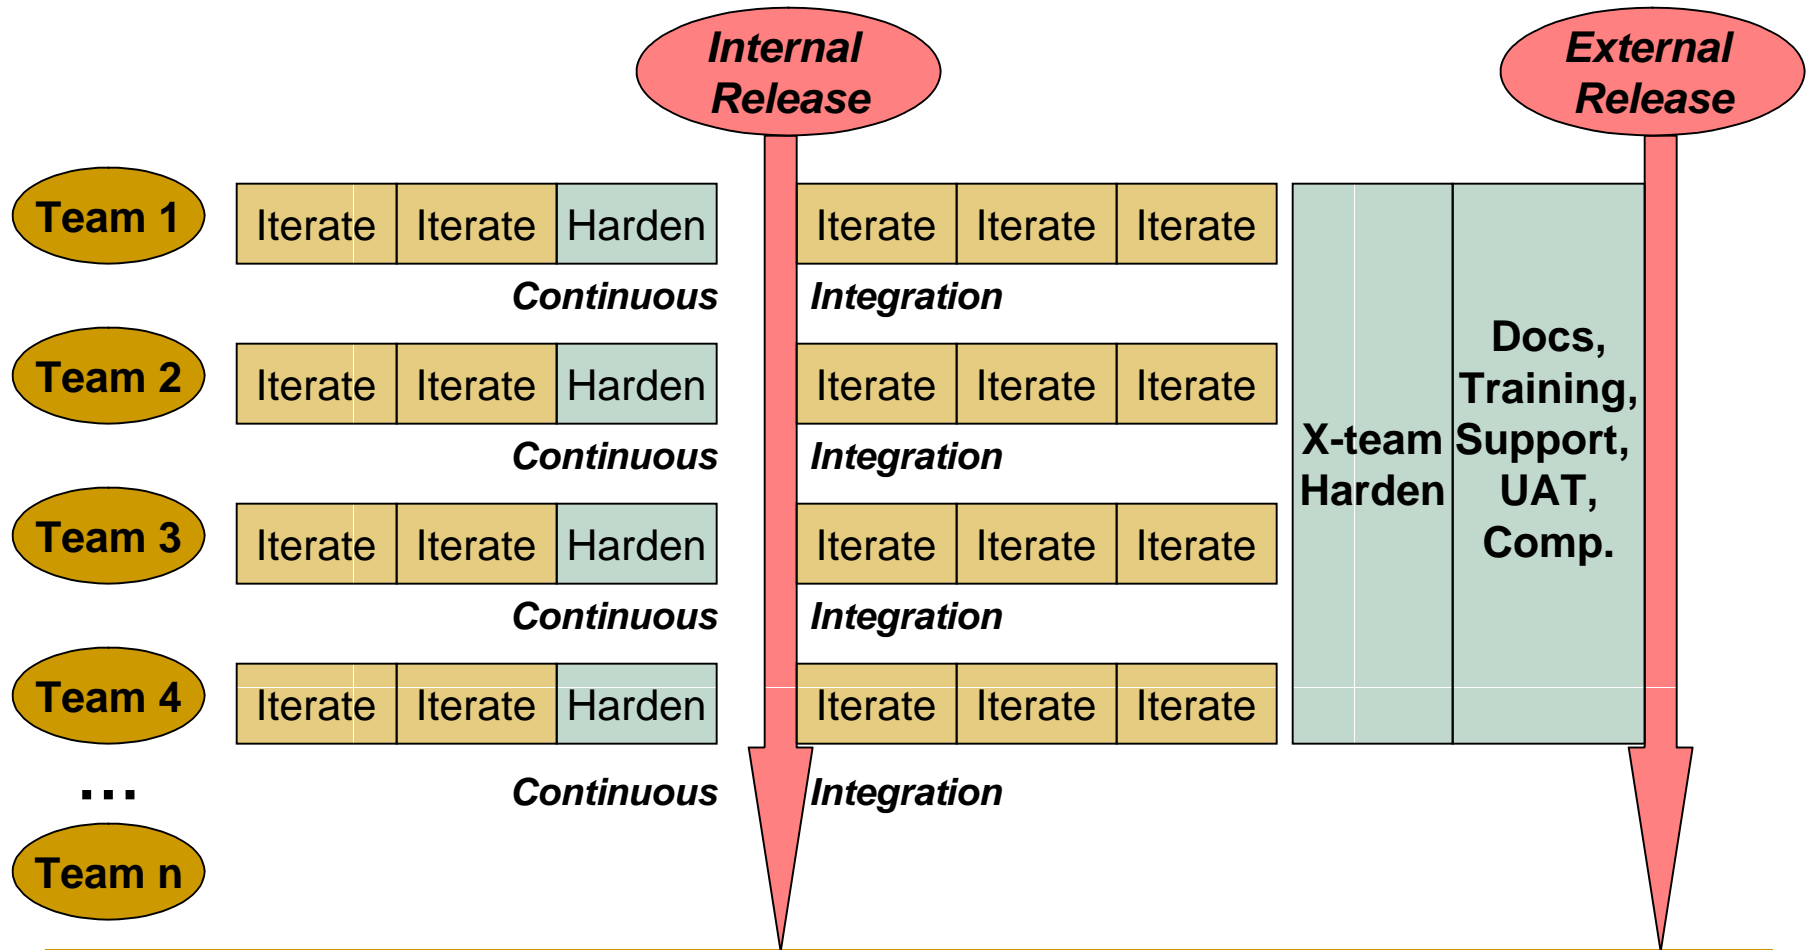 Internal
Release
External
Release
Team 1
Iterate Iterate Harden Iterate Iterate Iterate
Continuous Integration
Team 2
Iterate Iterate Harden Iterate Iterate Iterate
Continuous Integration
Team 3
Iterate Iterate Harden Iterate Iterate Iterate
Continuous Integration
Team 4
Iterate Iterate Harden Iterate Iterate Iterate
Continuous Integration
...
Team n
X-team
Harden
Docs,
Training,
Support,
UAT,
Comp.